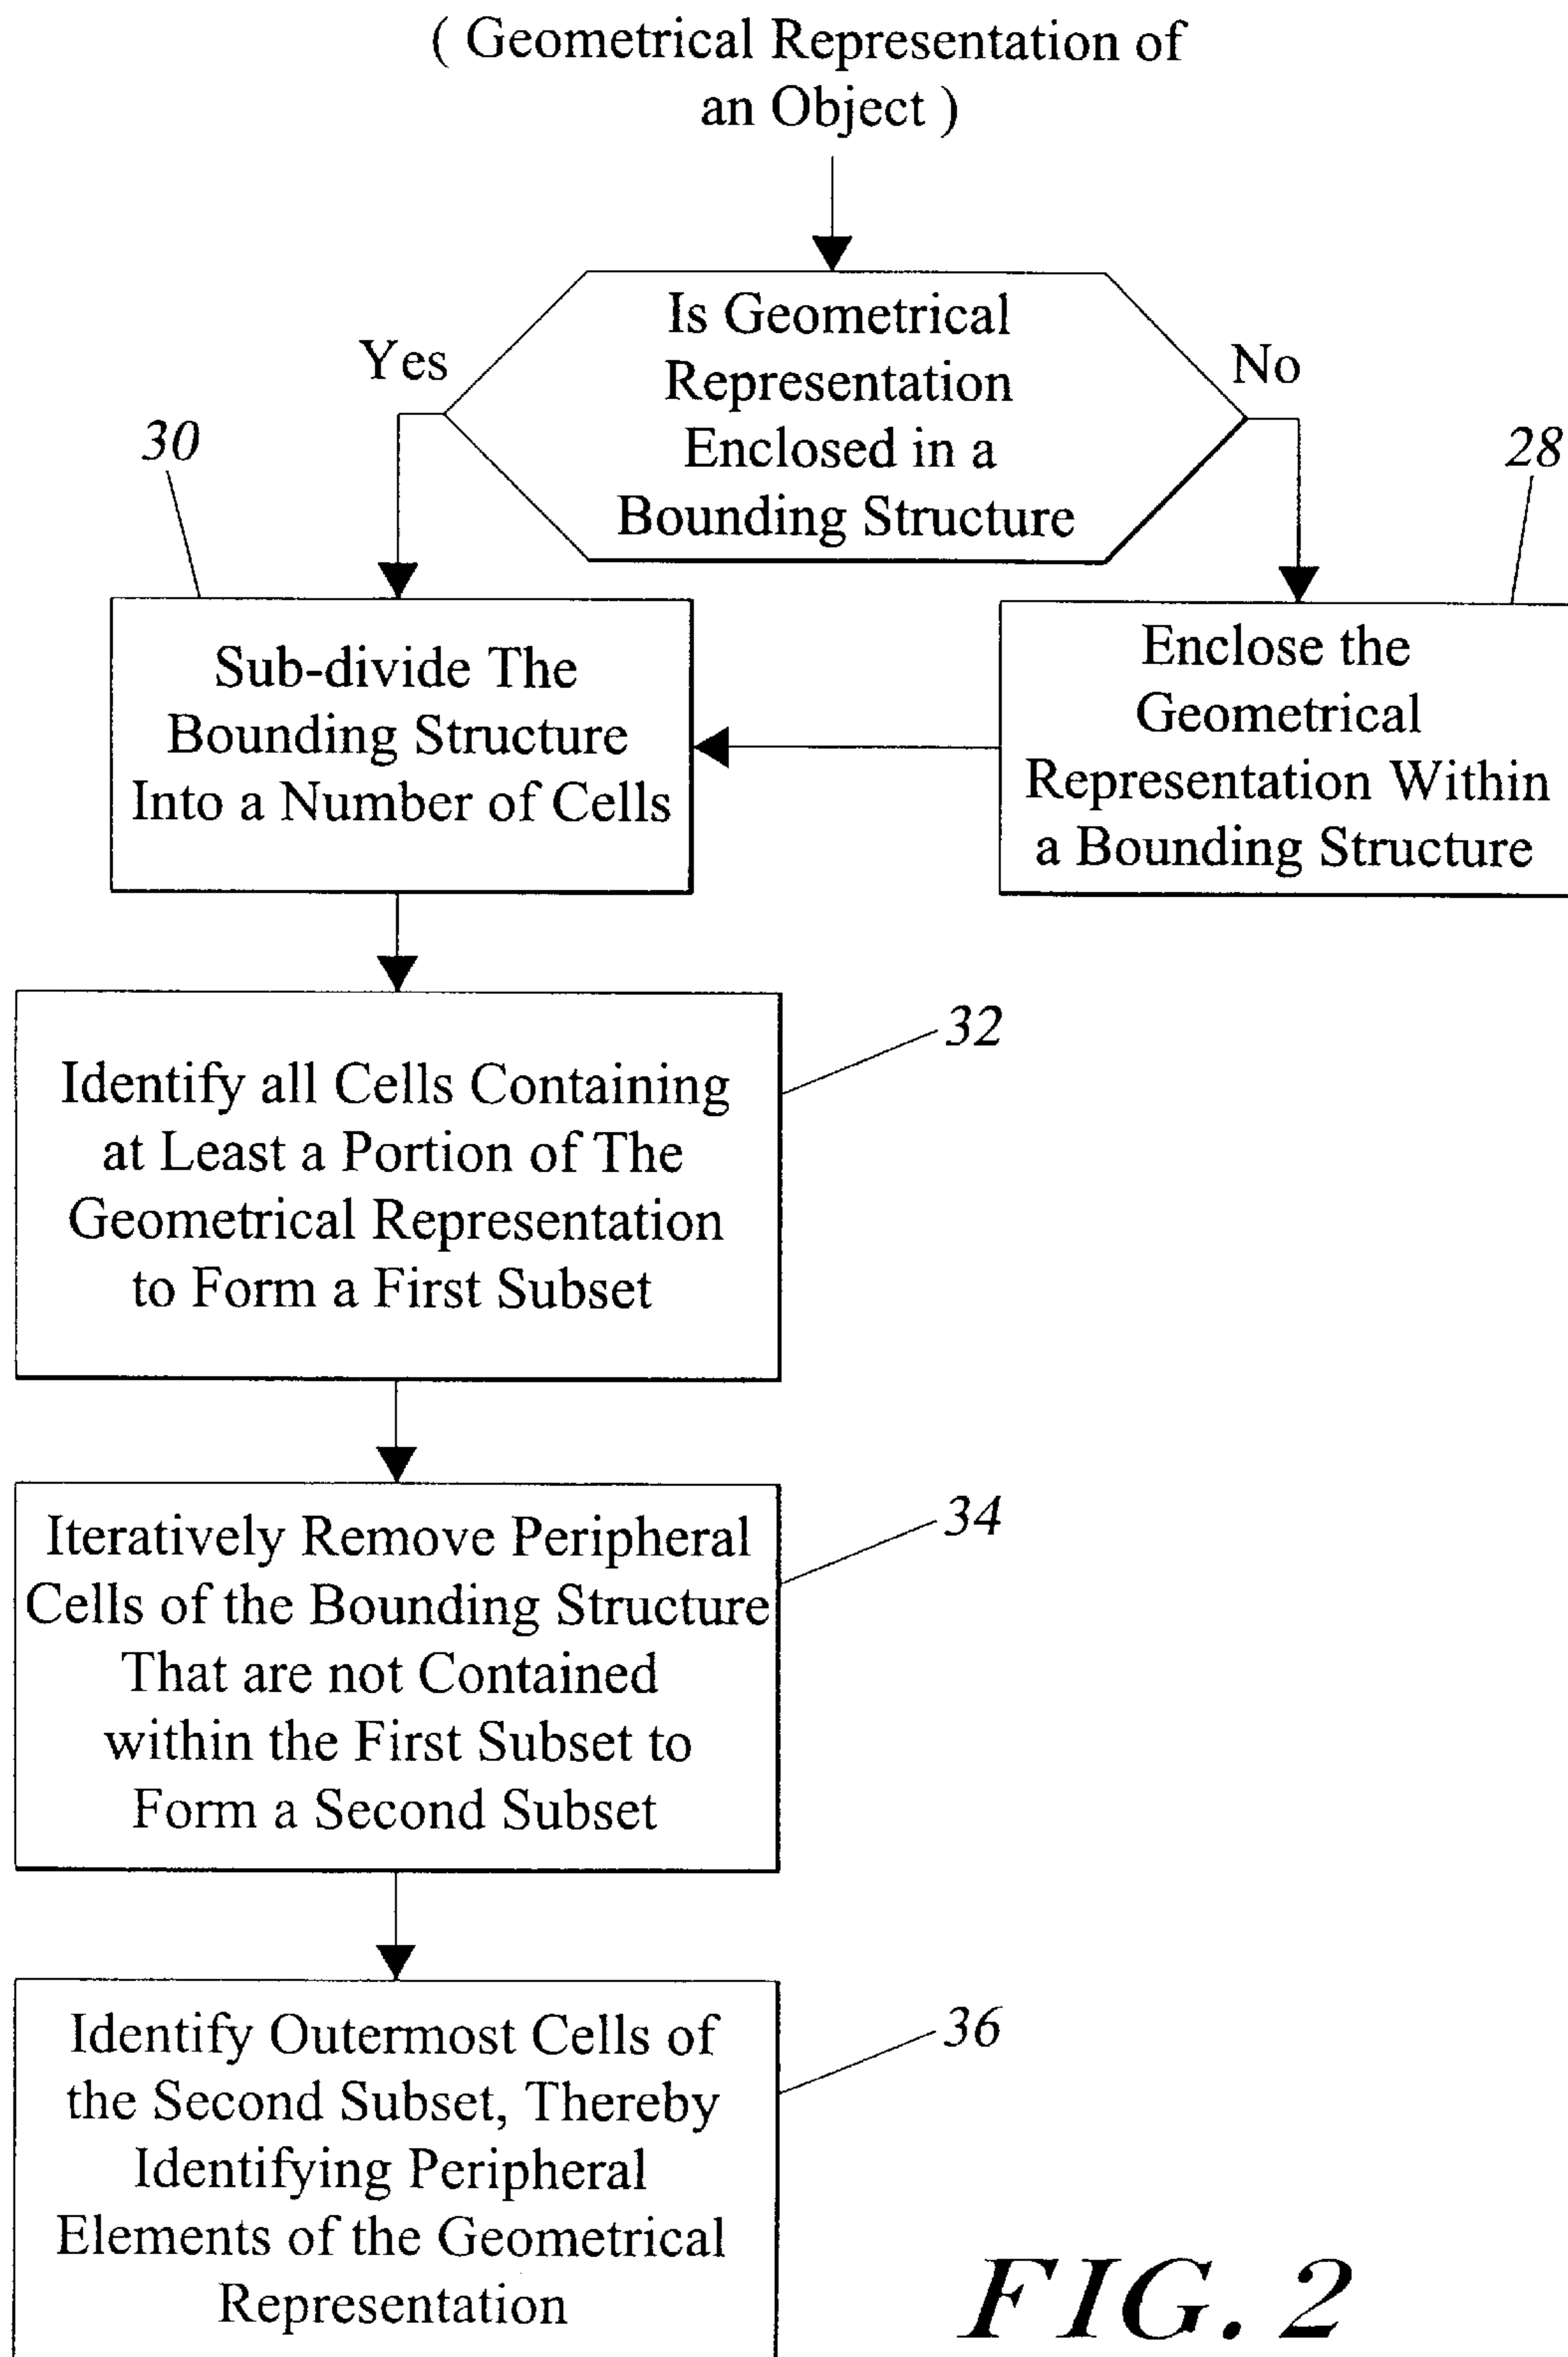 ( Geometrical Representation of
an Object )
Is Geometrical
Representation
Enclosed in a
Bounding Structure
Yes
No
30
28
Sub-divide The
Bounding Structure
Into a Number of Cells
Enclose the
Geometrical
Representation Within
a Bounding Structure
32
Identify all Cells Containing
at Least a Portion of The
Geometrical Representation
to Form a First Subset
34
Iteratively Remove Peripheral
Cells of the Bounding Structure
That are not Contained
within the First Subset to
Form a Second Subset
36
Identify Outermost Cells of
the Second Subset, Thereby
Identifying Peripheral
Elements of the Geometrical
Representation
FIG. 2